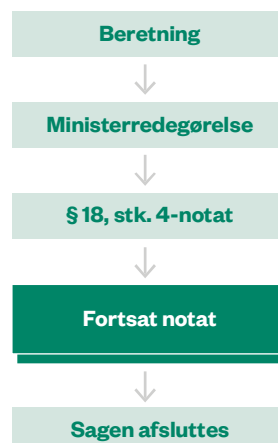 Beretning
Ministerredegørelse
§ 18, stk. 4-notat
Fortsat notat
Sagen afsluttes